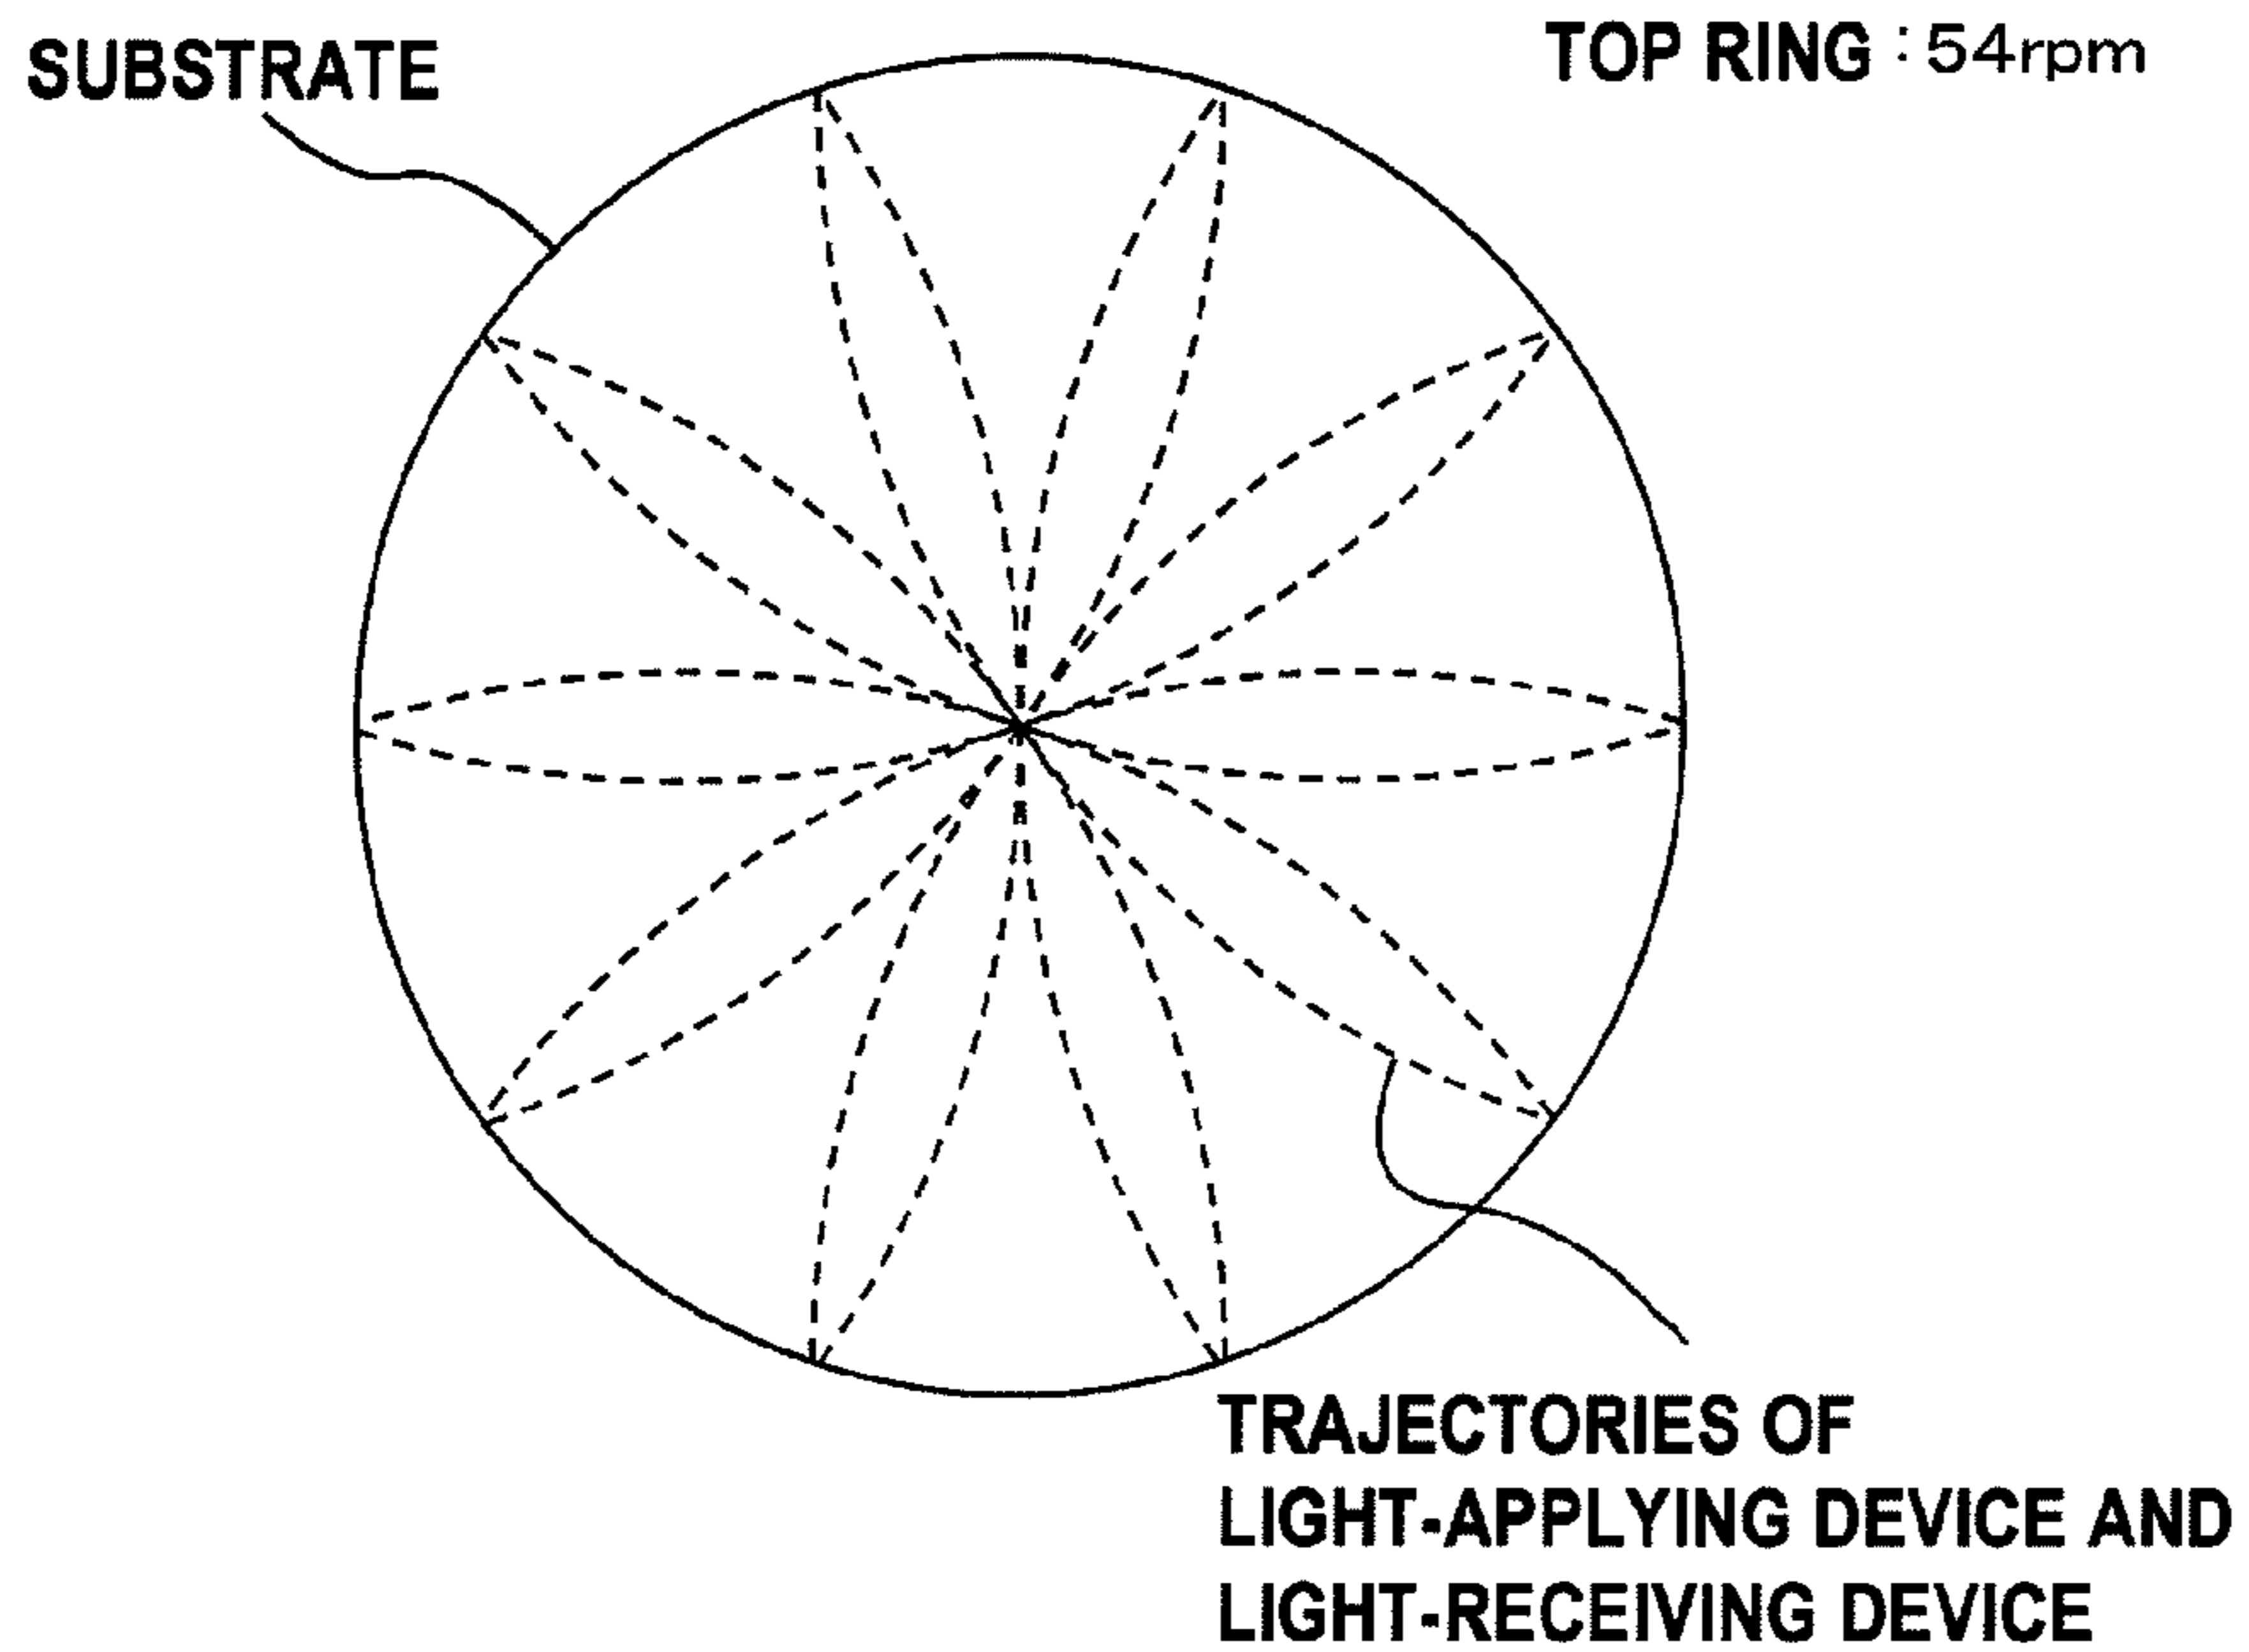 SUBSTRATE
TOP RING : 54rpm
TRAJECTORIES OF
LIGHT-APPLYING DEVICE AND
LIGHT-RECEIVING DEVICE